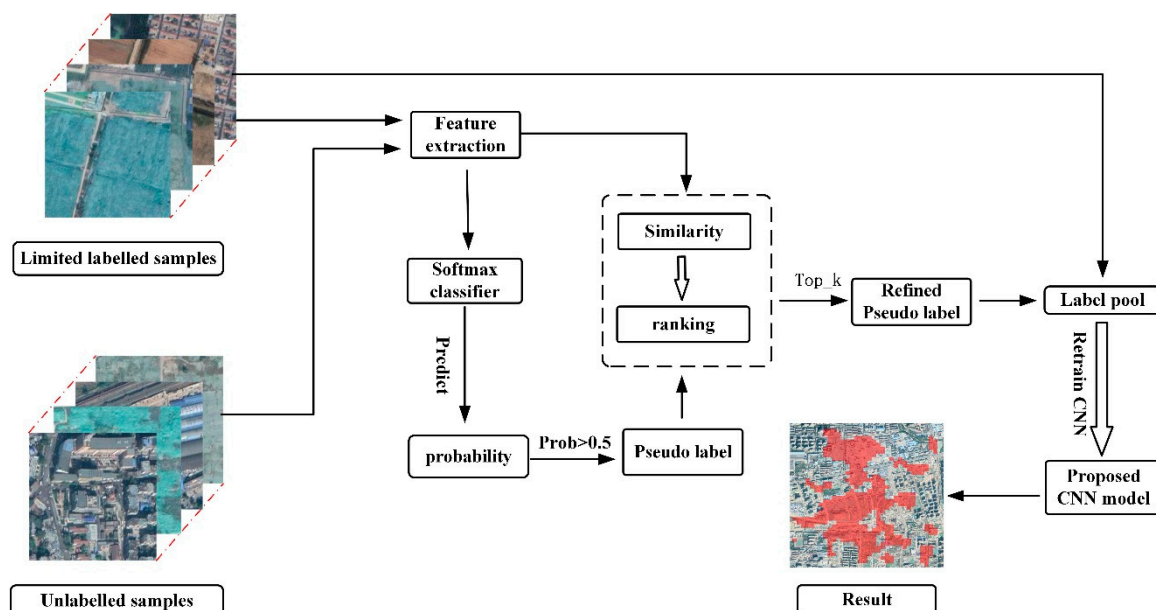 Limited labelled samples
Unlabelled samples
Feature
extraction
Softmax
classifier
Predict
probability
Prob>0.5
Pseudo label
Similarity
ranking
Top_k
Refined
Pseudo label
Label pool
Retrain CNN
Proposed
CNN model
Result